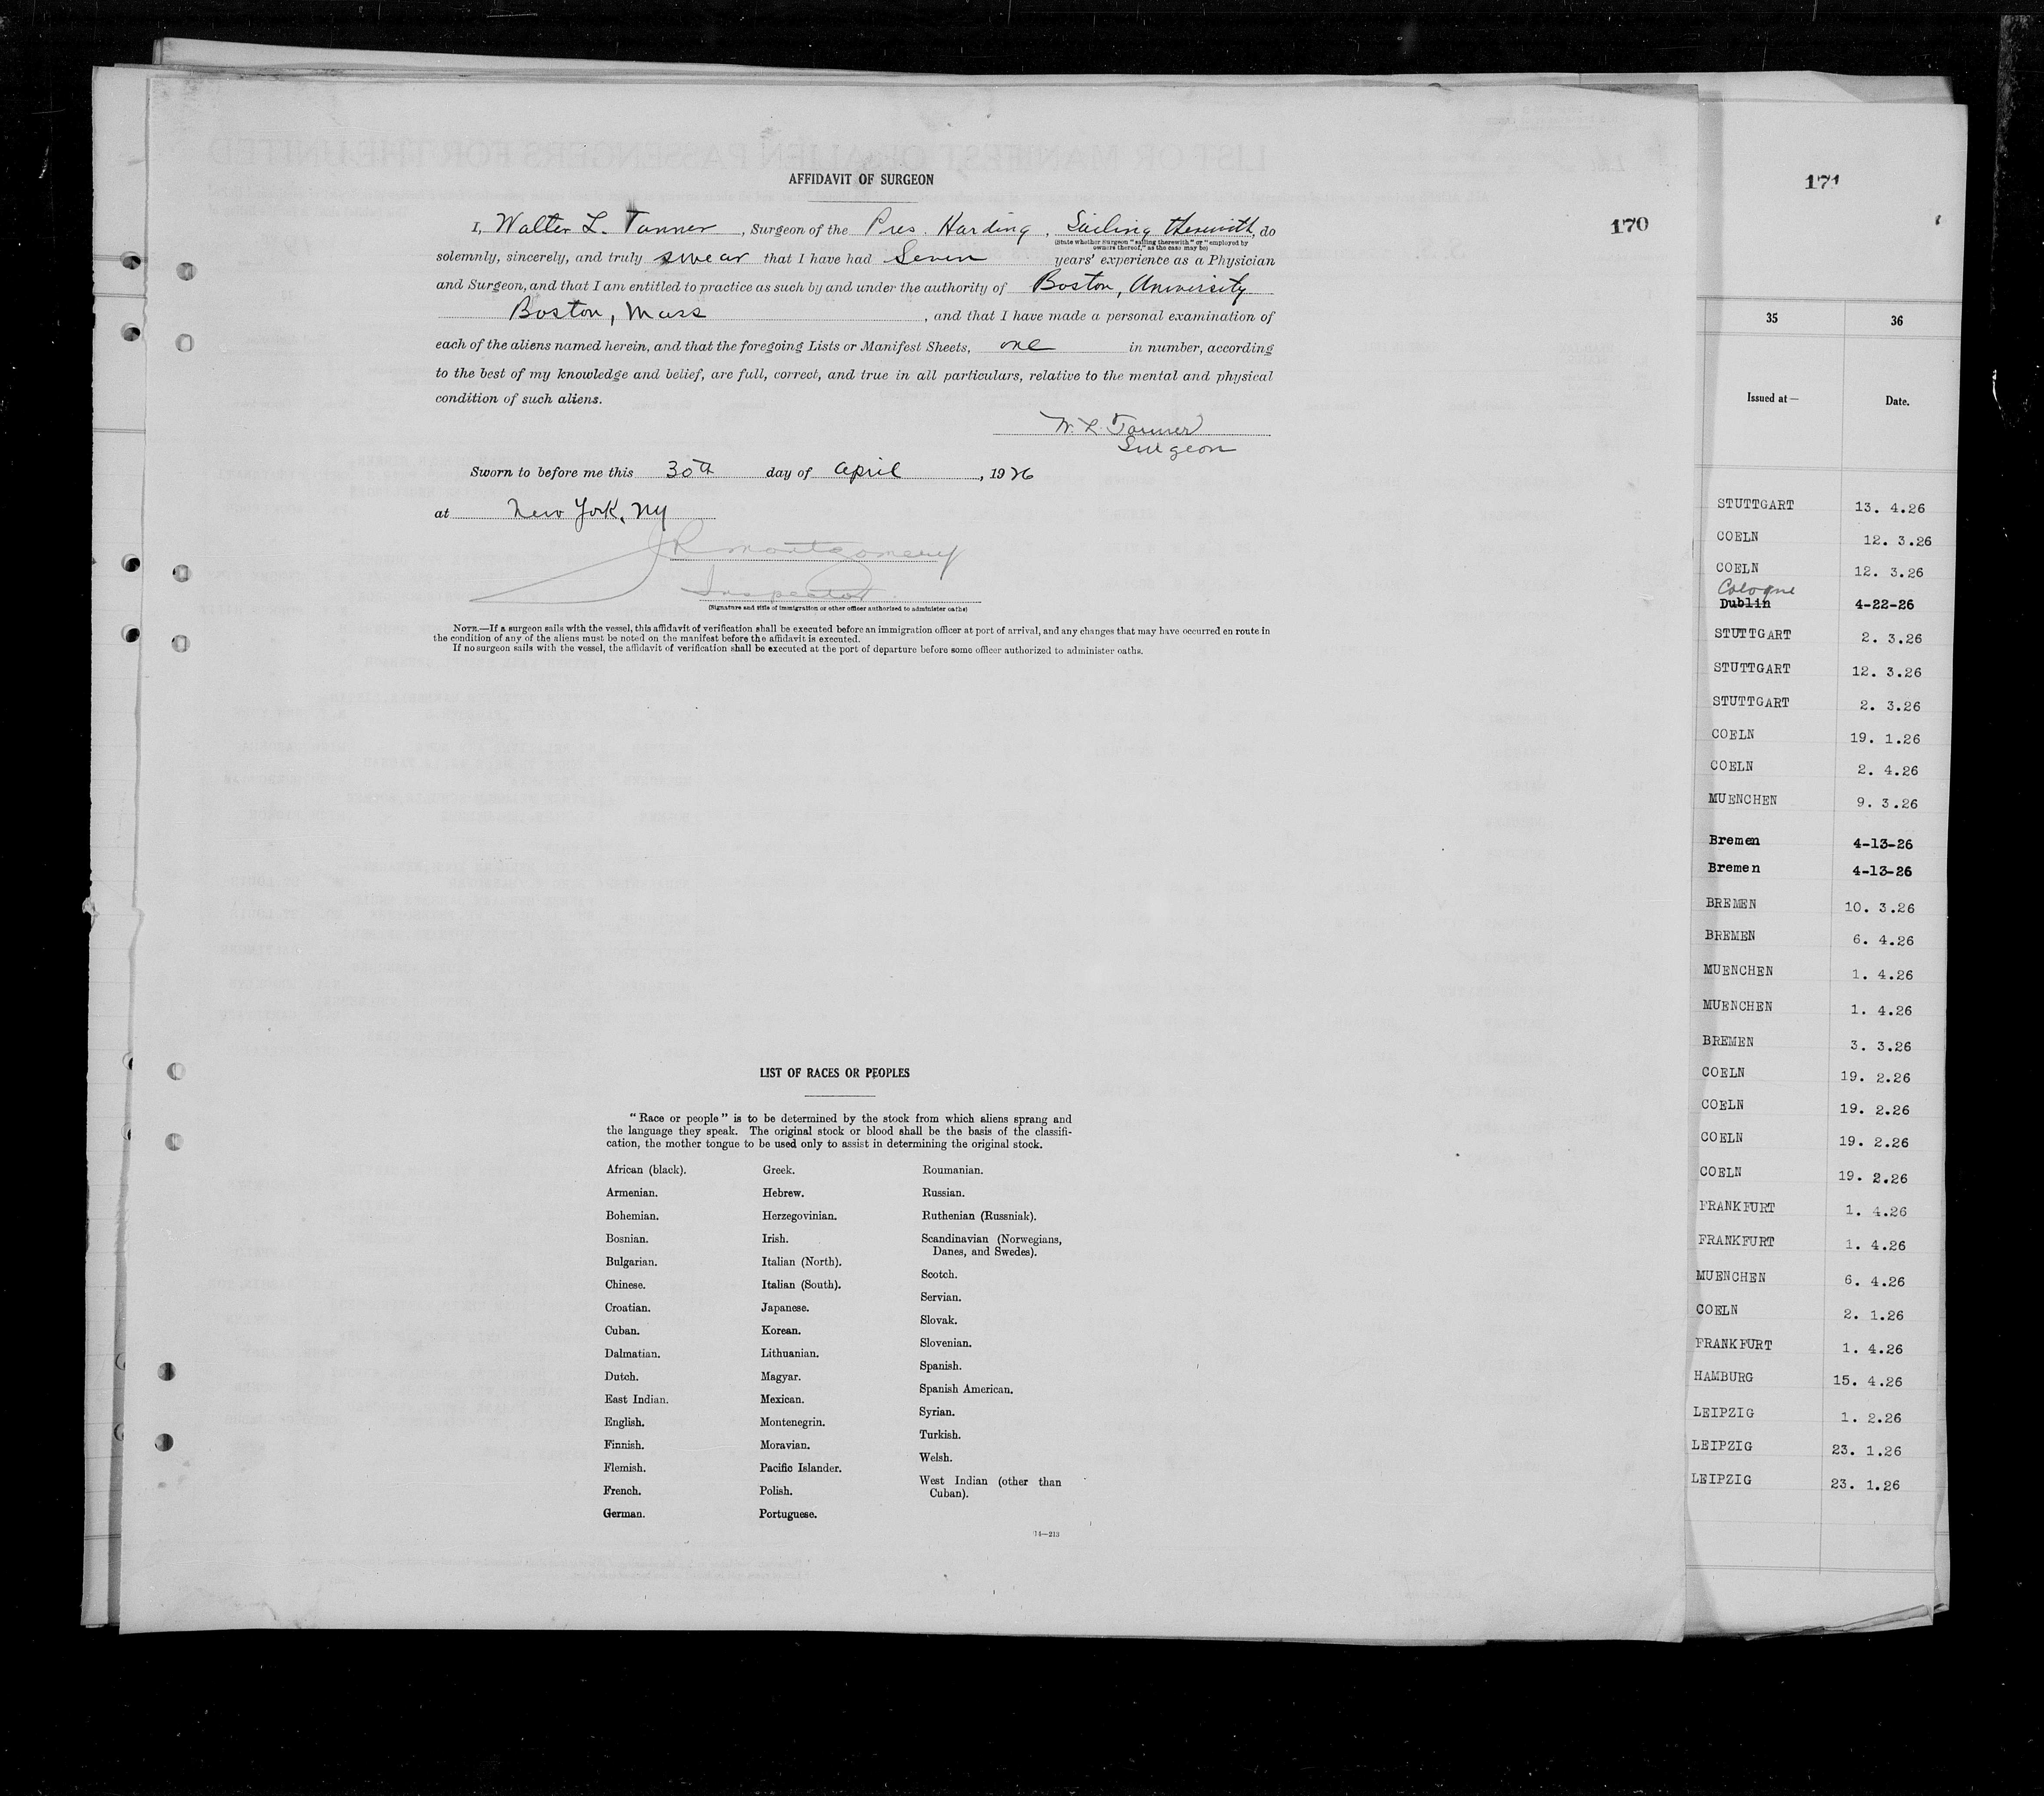 AFFIDAVIT OF SURGEON
I, Walter L. Tanner, Surgeon of the Pres. Harding, Sailing therewith, do
(State whether Surgeon "sailing therewith" or "employed by
owners thereof," as the case may be)
solemnly, sincerely, and truly swear that I have had Seven years' experience as a Physician
and Surgeon, and that I am entitled to practice as such by and under the authority of Boston, University
Boston, Mass, and that I have made a personal examination of
each of the aliens named herein, and that the foregoing Lists or Manifest Sheets, one in number, according
to the best of my knowledge and belief, are full, correct, and true in all particulars, relative to the mental and physical
condition of such aliens.
W. L. Tanner
Surgeon
Sworn to before me this 30th day of April, 1926
at New York, NY
JR Montgomery
Inspector.
(Signature and title of immigration or other officer authorized to administer oaths)
NOTE.—If a surgeon sails with the vessel, this affidavit of verification shall be executed before an immigration officer at port of arrival, and any changes that may have occurred en route in
the condition of any of the aliens must be noted on the manifest before the affidavit is executed.
If no surgeon sails with the vessel, the affidavit of verification shall be executed at the port of departure before some officer authorized to administer oaths.
170
LIST OF RACES OR PEOPLES
"Race or people" is to be determined by the stock from which aliens sprang and
the language they speak. The original stock or blood shall be the basis of the classifi-
cation, the mother tongue to be used only to assist in determining the original stock.
African (black).
Armenian.
Bohemian.
Bosnian.
Bulgarian.
Chinese.
Croatian.
Cuban.
Dalmatian.
Dutch.
East Indian.
English.
Finnish.
Flemish.
French.
German.
Greek.
Hebrew.
Herzegovinian.
Irish.
Italian (North).
Italian (South).
Japanese.
Korean.
Lithuanian.
Magyar.
Mexican.
Montenegrin.
Moravian.
Pacific Islander.
Polish.
Portuguese.
Roumanian.
Russian.
Ruthenian (Russniak).
Scandinavian (Norwegians,
Danes, and Swedes).
Scotch.
Servian.
Slovak.
Slovenian.
Spanish.
Spanish American.
Syrian.
Turkish.
Welsh.
West Indian (other than
Cuban).
14—213
171
35 36
Issued at— Date.
STUTTGART 13. 4.26
COELN 12. 3.26
COELN 12. 3.26
Cologne
Dublin 4-22-26
STUTTGART 2. 3.26
STUTTGART 12. 3.26
STUTTGART 2. 3.26
COELN 19. 1.26
COELN 2. 4.26
MUENCHEN 9. 3.26
Bremen 4-13-26
Bremen 4-13-26
BREMEN 10. 3.26
BREMEN 6. 4.26
MUENCHEN 1. 4.26
MUENCHEN 1. 4.26
BREMEN 3. 3.26
COELN 19. 2.26
COELN 19. 2.26
COELN 19. 2.26
COELN 19. 2.26
FRANKFURT 1. 4.26
FRANKFURT 1. 4.26
MUENCHEN 6. 4.26
COELN 2. 1.26
FRANKFURT 1. 4.26
HAMBURG 15. 4.26
LEIPZIG 1. 2.26
LEIPZIG 23. 1.26
LEIPZIG 23. 1.26